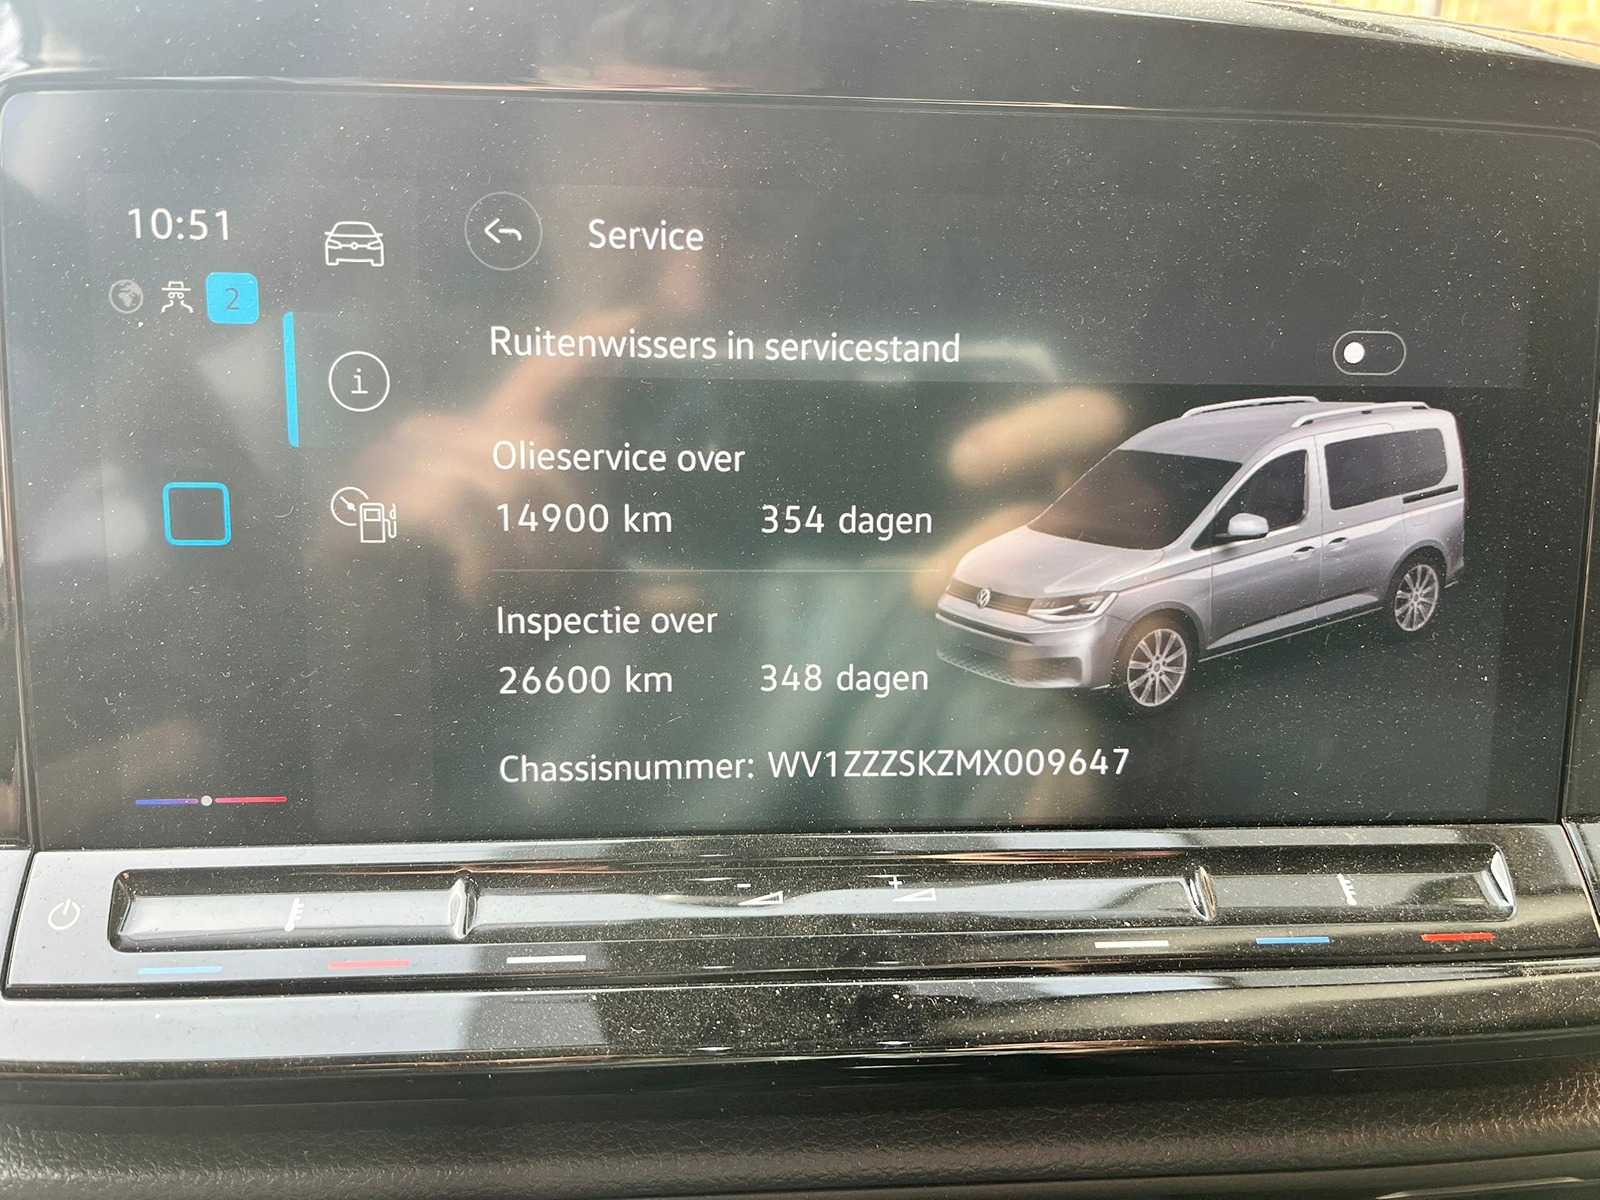 10:51
Service
2
Ruitenwissers in servicestand
i
Olieservice over
14900 km 354 dagen
Inspectie over
26600 km 348 dagen
Chassisnummer: WV1ZZZSKZMX009647
- +